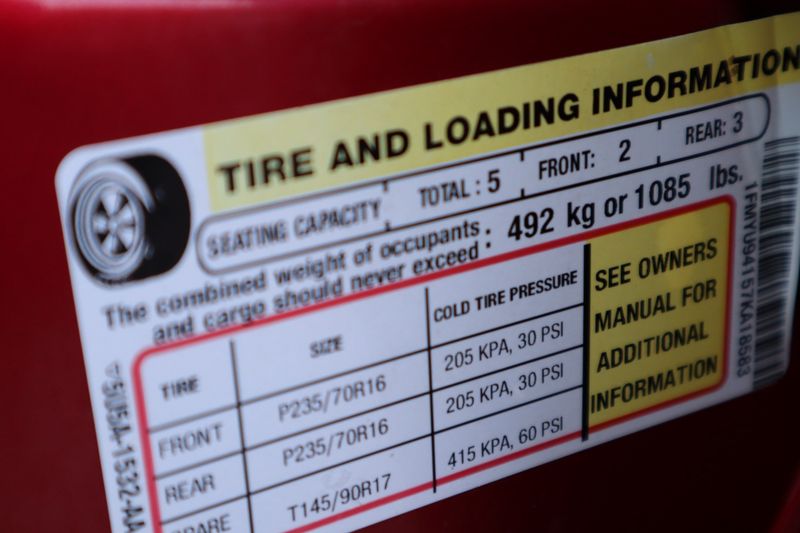 TIRE AND LOADING INFORMATION
SEATING CAPACITY TOTAL : 5 FRONT: 2 REAR: 3
The combined weight of occupants
and cargo should never exceed : 492 kg or 1085 lbs.
TIRE SIZE COLD TIRE PRESSURE
FRONT P235/70R16 205 KPA, 30 PSI
REAR P235/70R16 205 KPA, 30 PSI
T145/90R17 415 KPA, 60 PSI
SEE OWNERS
MANUAL FOR
ADDITIONAL
INFORMATION
1FMYU94157KA18583